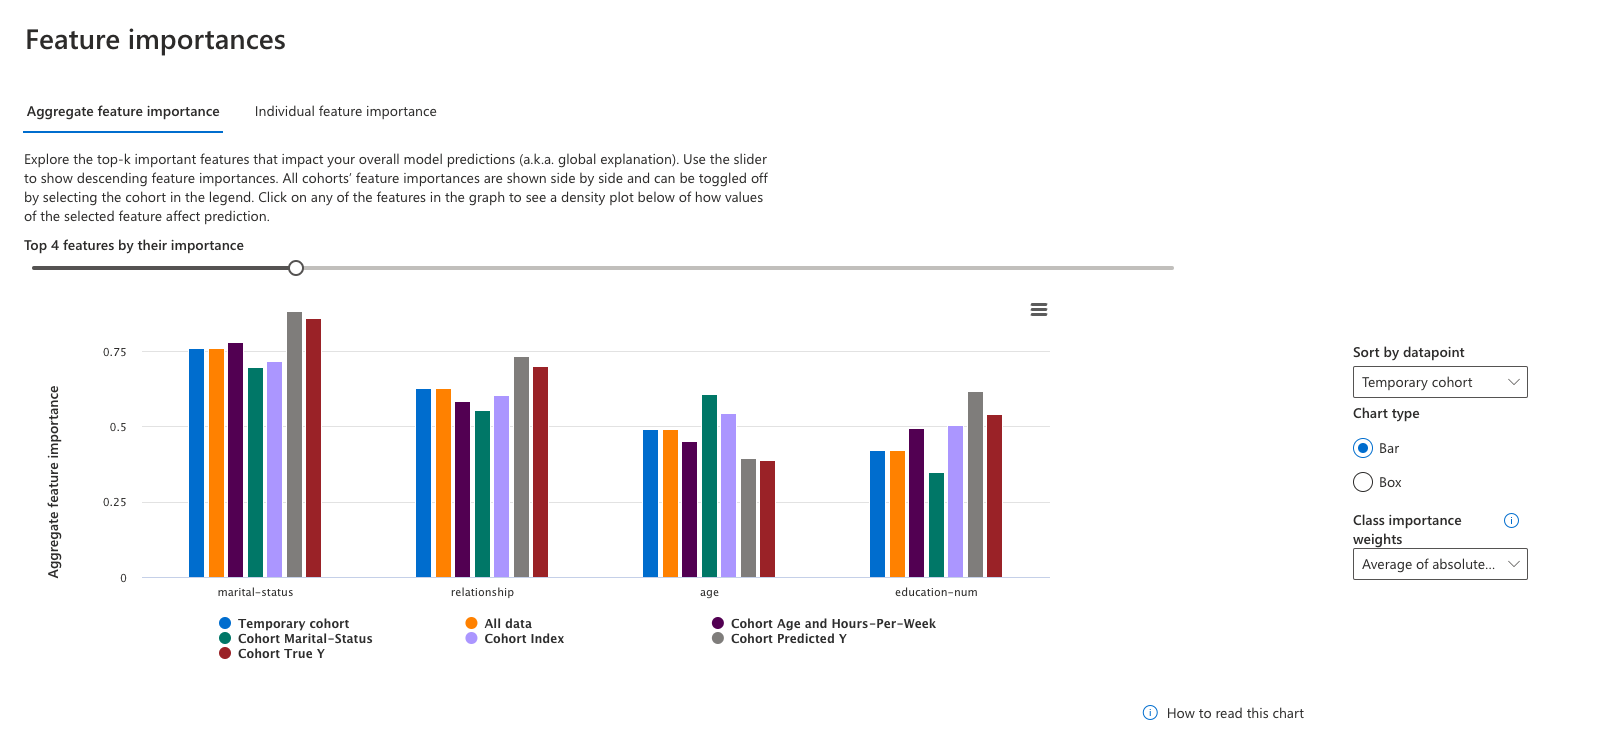 Feature importances
Aggregate feature importance
Individual feature importance
Explore the top-k important features that impact your overall model predictions (a.k.a. global explanation). Use the slider
to show descending feature importances. All cohorts’ feature importances are shown side by side and can be toggled off
by selecting the cohort in the legend. Click on any of the features in the graph to see a density plot below of how values
of the selected feature affect prediction.
Top 4 features by their importance
Aggregate feature importance
0.75
0.5
0.25
0
marital-status
relationship
age
education-num
Temporary cohort
All data
Cohort Age and Hours-Per-Week
Cohort Marital-Status
Cohort Index
Cohort Predicted Y
Cohort True Y
Sort by datapoint
Temporary cohort
Chart type
Bar
Box
Class importance
weights
Average of absolute...
How to read this chart